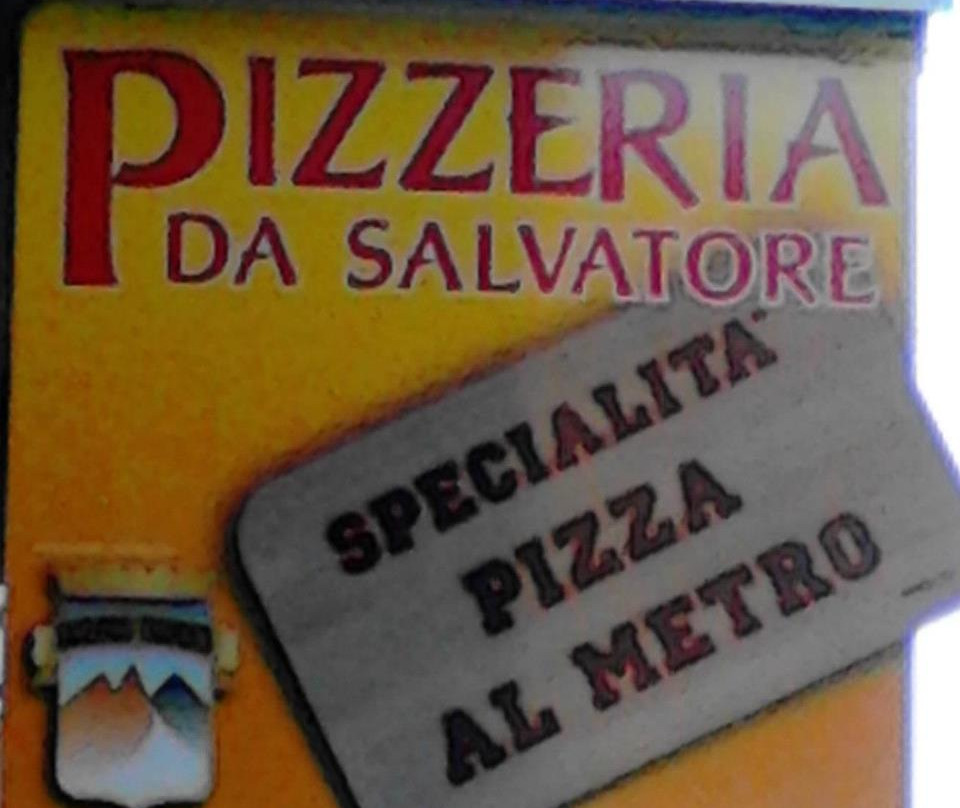 PIZZERIA
DA SALVATORE
SPECIALITA'
PIZZA
AL METRO